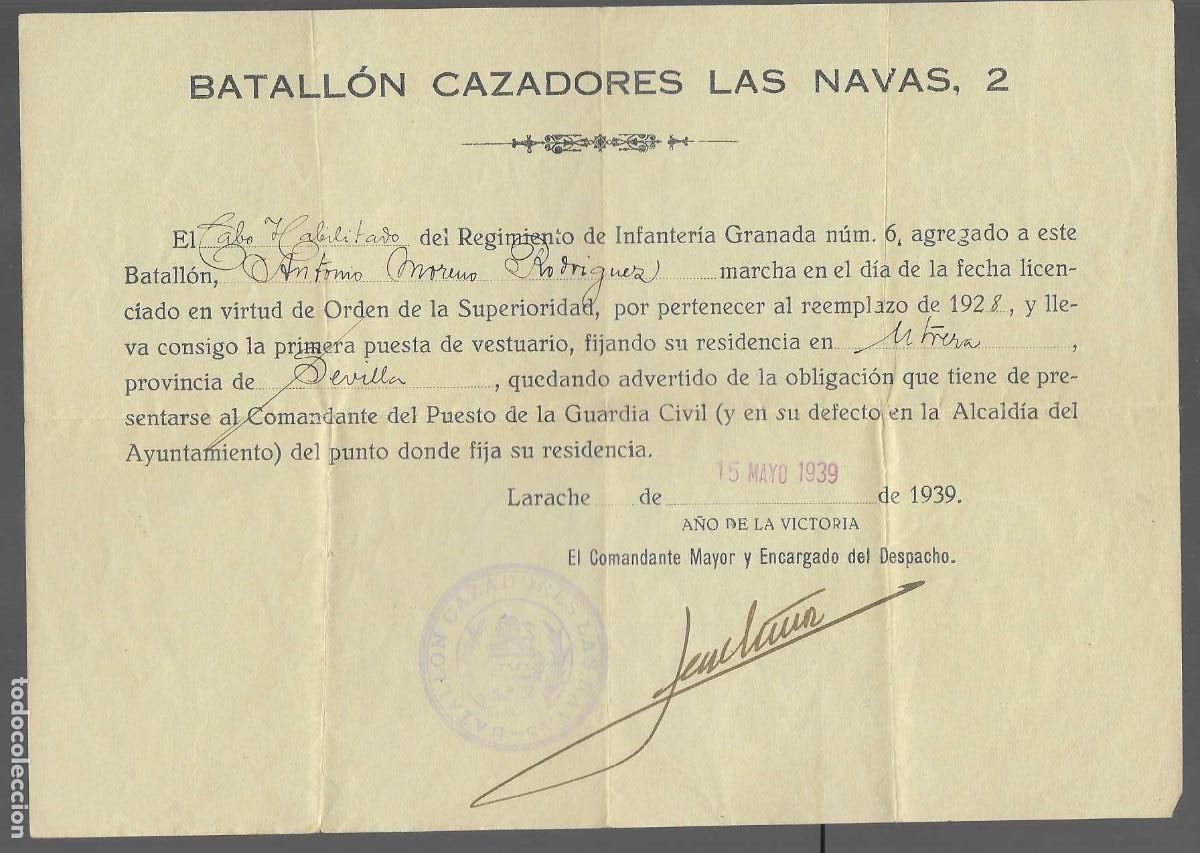 BATALLÓN CAZADORES LAS NAVAS, 2
El Cabo Habilitado del Regimiento de Infantería Granada núm. 6, agregado a este
Batallón, Antonio Moreno Rodriguez marcha en el día de la fecha licen-
ciado en virtud de Orden de la Superioridad, por pertenecer al reemplazo de 1928, y lle-
va consigo la primera puesta de vestuario, fijando su residencia en Utrera,
provincia de Sevilla, quedando advertido de la obligación que tiene de pre-
sentarse al Comandante del Puesto de la Guardia Civil (y en su defecto en la Alcaldía del
Ayuntamiento) del punto donde fija su residencia.
15 MAYO 1939
Larache de de 1939.
AÑO DE LA VICTORIA
El Comandante Mayor y Encargado del Despacho.
BATALLON CAZADORES LAS NAVAS
todocoleccion